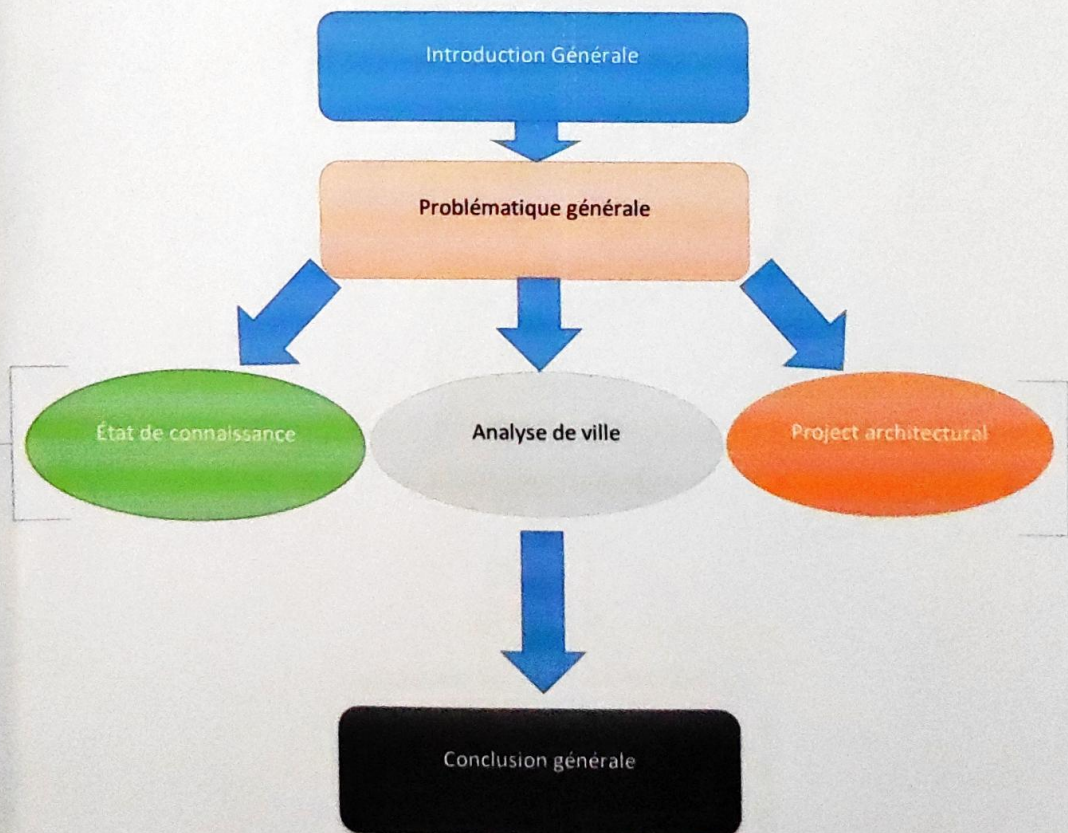 Introduction Générale
Problématique générale
État de connaissance
Analyse de ville
Project architectural
Conclusion générale